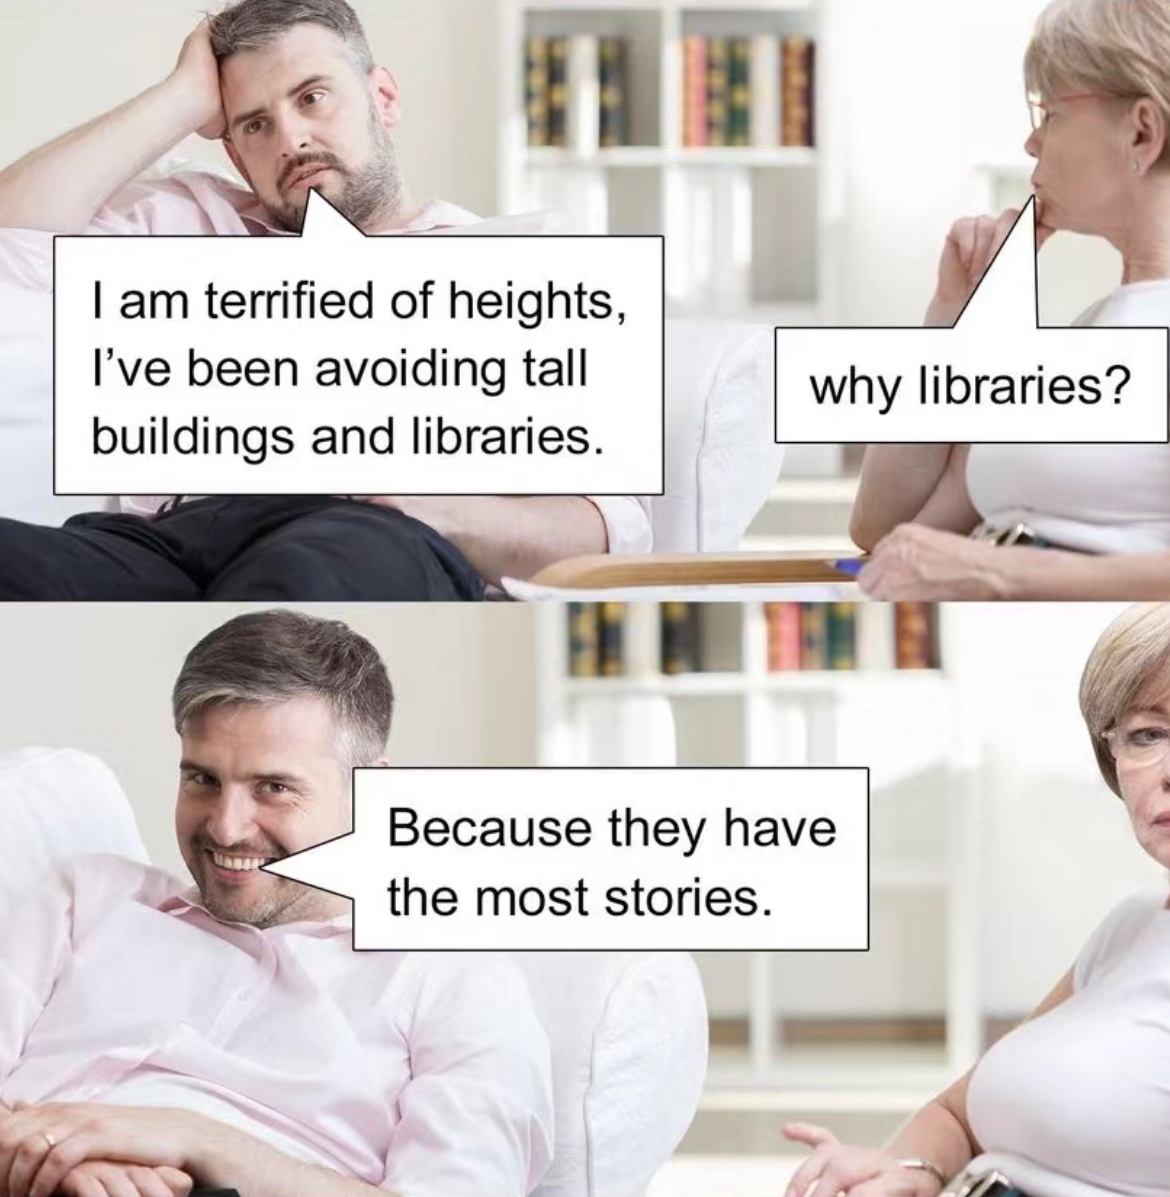 I am terrified of heights,
I've been avoiding tall
buildings and libraries.
why libraries?
Because they have
the most stories.